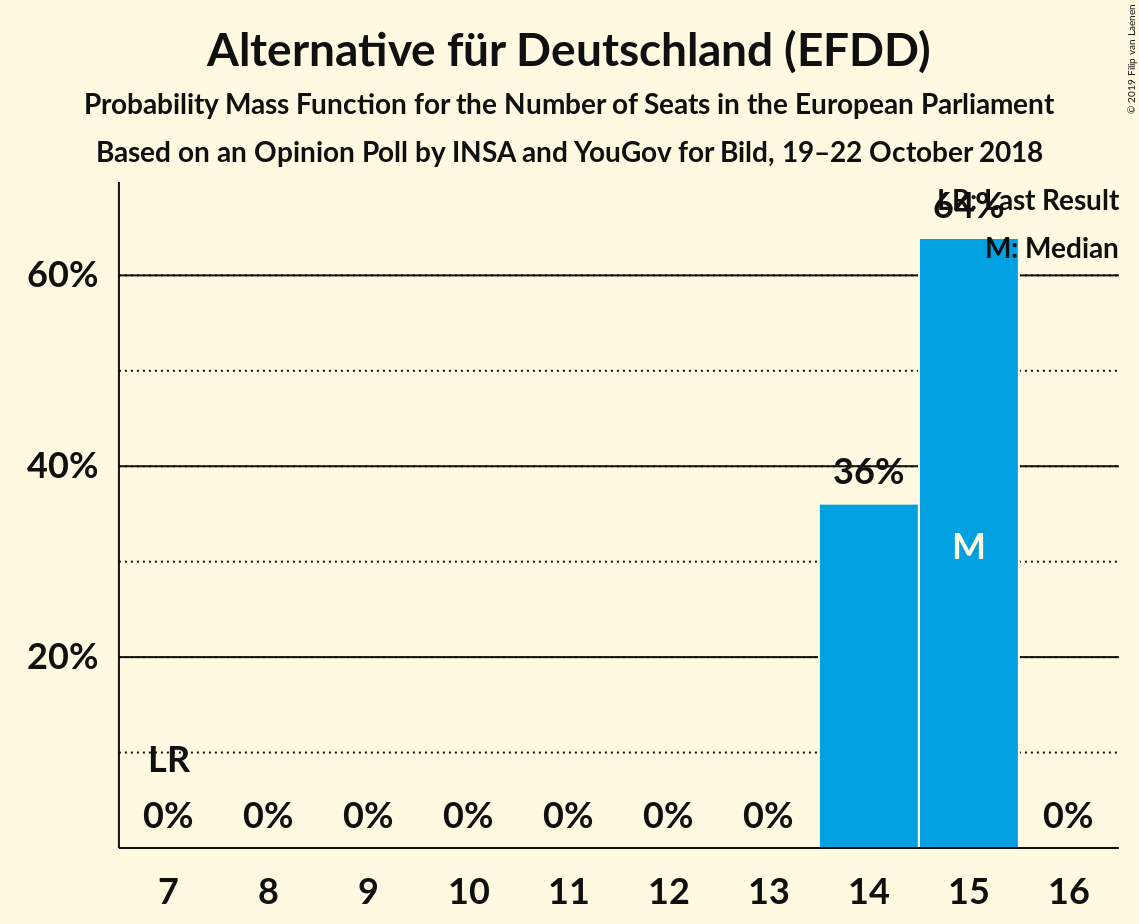 Alternative für Deutschland (EFDD)
Probability Mass Function for the Number of Seats in the European Parliament
Based on an Opinion Poll by INSA and YouGov for Bild, 19–22 October 2018
© 2019 Filip van Laenen
LR: Last Result
M: Median
64%
60%
40%
36%
M
20%
LR
0% 0% 0% 0% 0% 0% 0% 0%
7 8 9 10 11 12 13 14 15 16